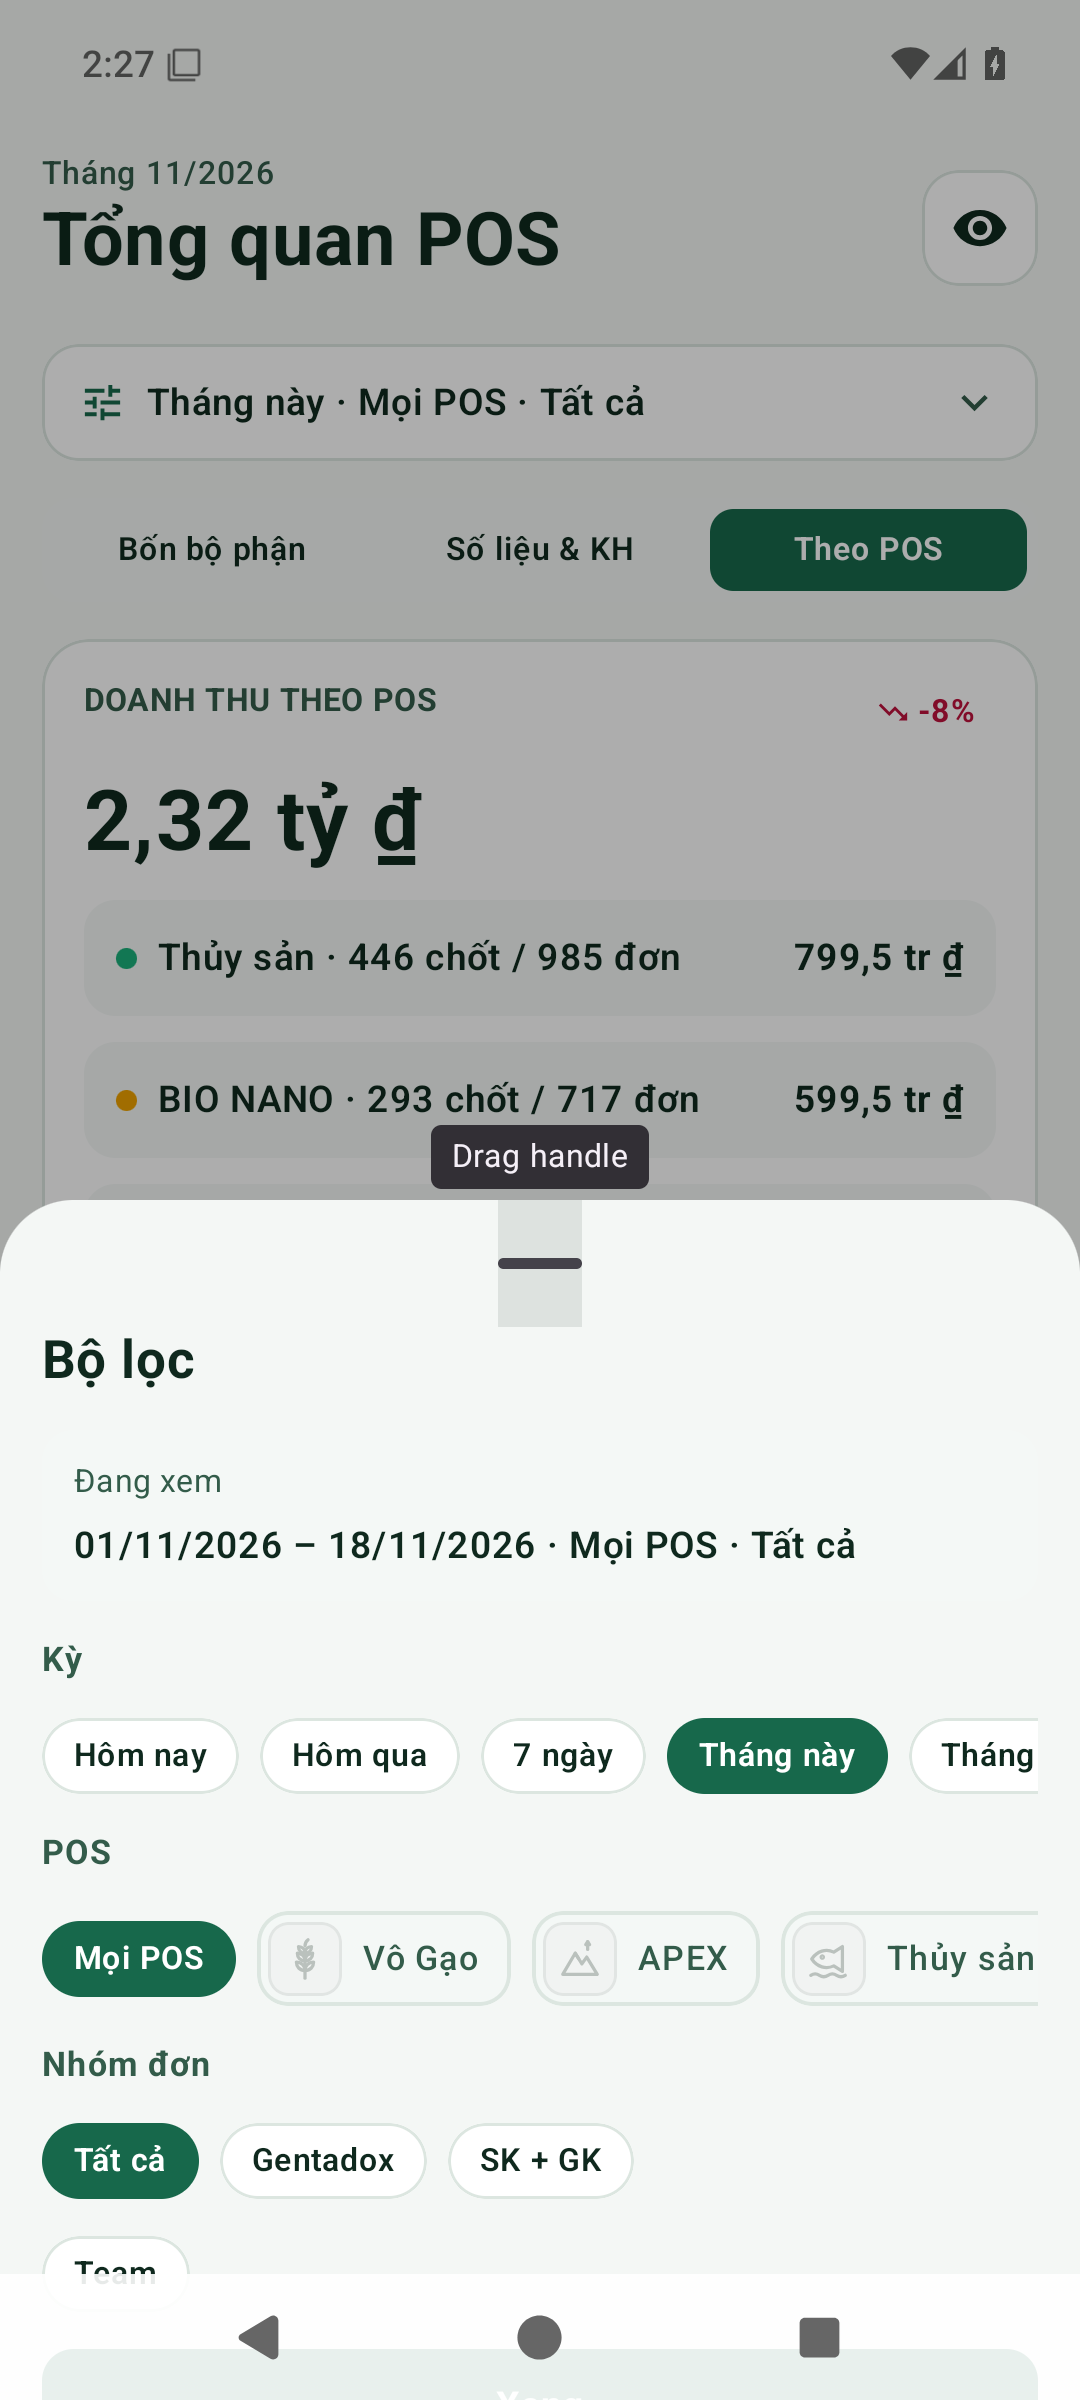 2:27
Tháng 11/2026
Tổng quan POS
Tháng này · Mọi POS · Tất cả
Bốn bộ phận
Số liệu & KH
Theo POS
DOANH THU THEO POS
-8%
2,32 tỷ ₫
Thủy sản · 446 chốt / 985 đơn
799,5 tr ₫
BIO NANO · 293 chốt / 717 đơn
599,5 tr ₫
Drag handle
Bộ lọc
Đang xem
01/11/2026 – 18/11/2026 · Mọi POS · Tất cả
Kỳ
Hôm nay
Hôm qua
7 ngày
Tháng này
Tháng
POS
Mọi POS
Vô Gạo
APEX
Thủy sản
Nhóm đơn
Tất cả
Gentadox
SK + GK
Team